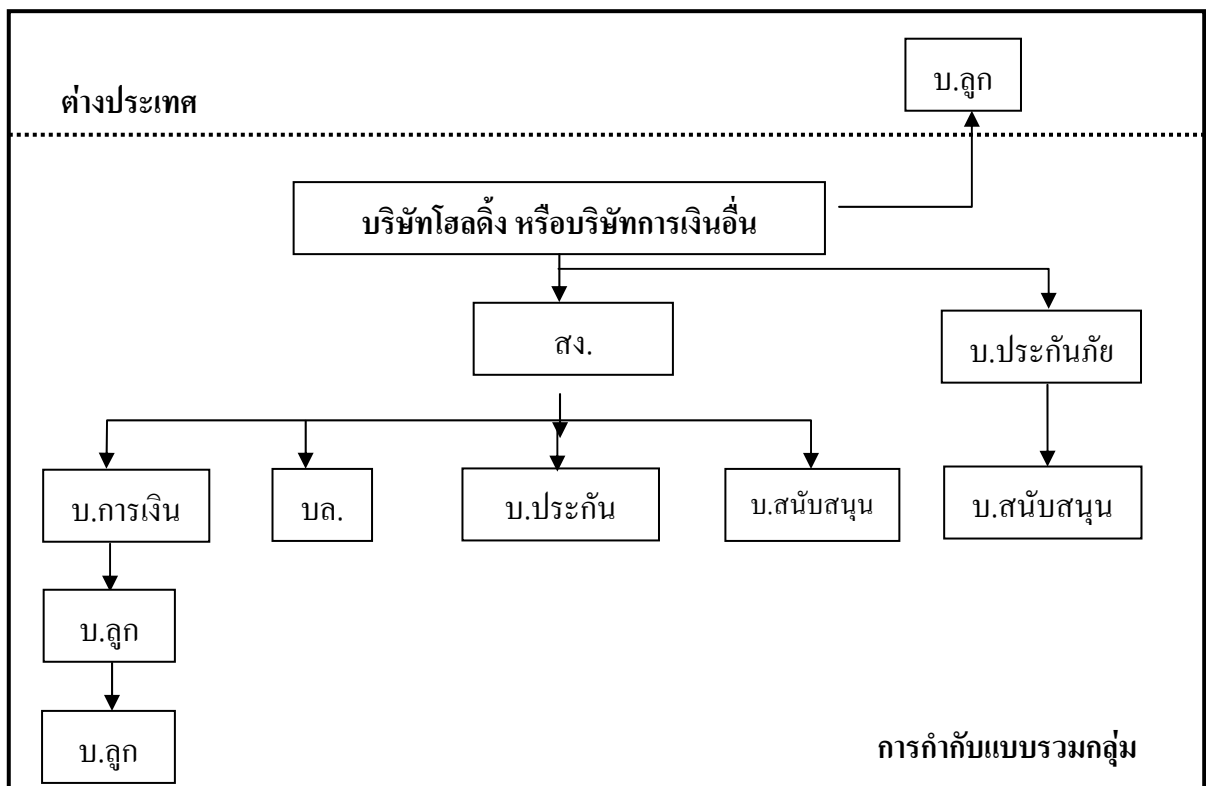 บ.ลูก
ต่างประเทศ
บริษัทโฮลดิ้ง หรือบริษัทการเงินอื่น
สง.
บ.ประกันภัย
บ.การเงิน
บล.
บ.ประกัน
บ.สนับสนุน
บ.สนับสนุน
บ.ลูก
บ.ลูก
การกำกับแบบรวมกลุ่ม